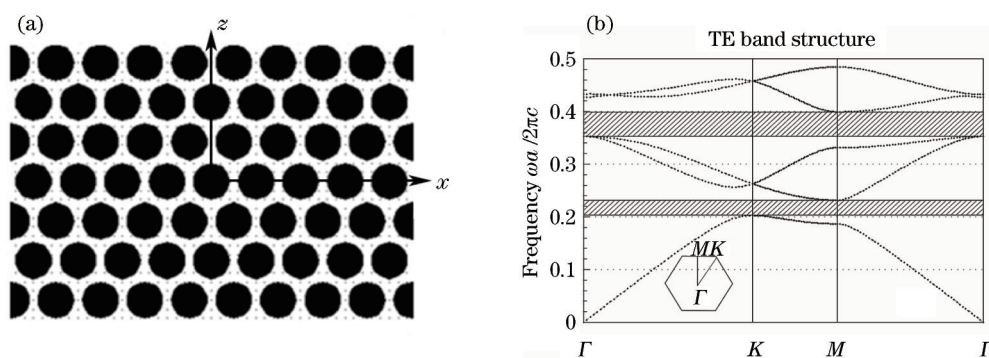 (a)
z
x
(b)
TE band structure
Frequency ωa/2πc
0.5
0.4
0.3
0.2
0.1
0
MK
Γ
Γ K M Γ